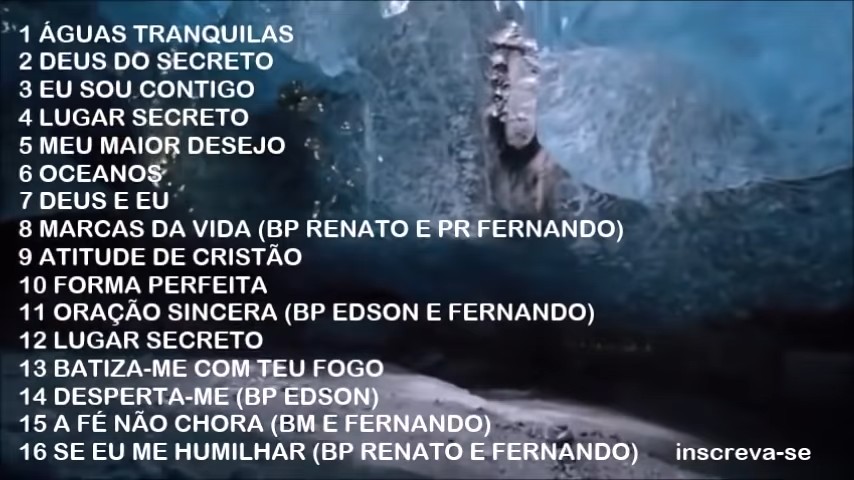 1 ÁGUAS TRANQUILAS
2 DEUS DO SECRETO
3 EU SOU CONTIGO
4 LUGAR SECRETO
5 MEU MAIOR DESEJO
6 OCEANOS
7 DEUS E EU
8 MARCAS DA VIDA (BP RENATO E PR FERNANDO)
9 ATITUDE DE CRISTÃO
10 FORMA PERFEITA
11 ORAÇÃO SINCERA (BP EDSON E FERNANDO)
12 LUGAR SECRETO
13 BATIZA-ME COM TEU FOGO
14 DESPERTA-ME (BP EDSON)
15 A FÉ NÃO CHORA (BM E FERNANDO)
16 SE EU ME HUMILHAR (BP RENATO E FERNANDO) inscreva-se